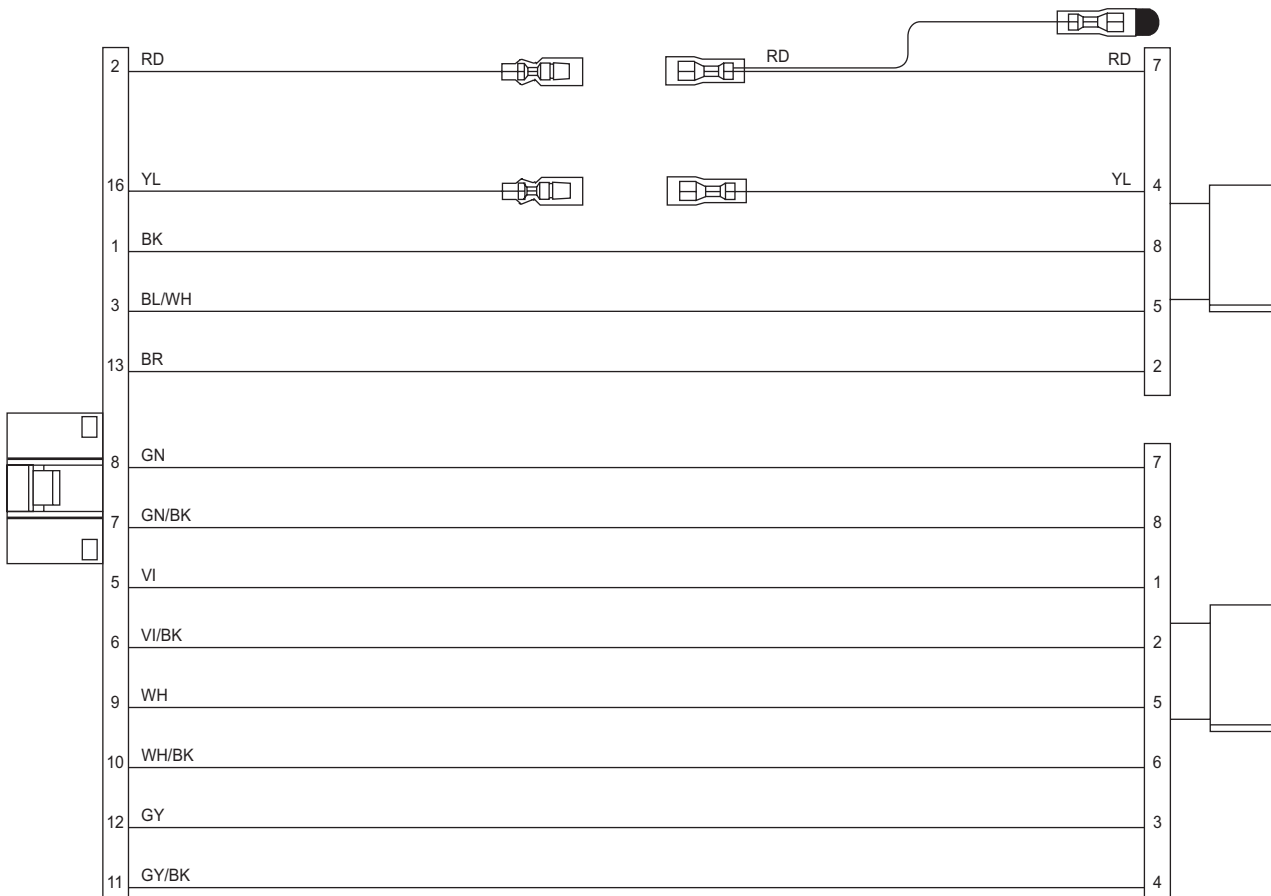 RD
2 RD RD 7
16 YL YL 4
1 BK 8
3 BL/WH 5
13 BR 2
8 GN 7
7 GN/BK 8
5 VI 1
6 VI/BK 2
9 WH 5
10 WH/BK 6
12 GY 3
11 GY/BK 4